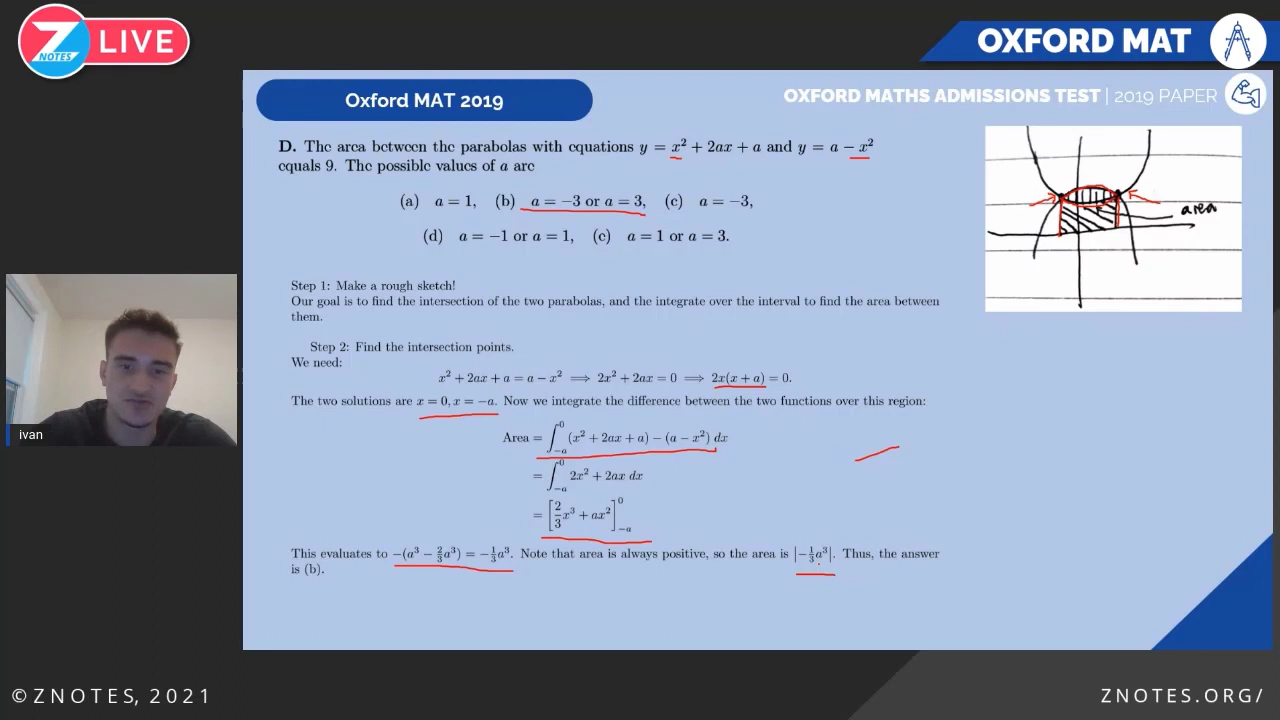 Z NOTES LIVE
OXFORD MAT
Oxford MAT 2019
OXFORD MATHS ADMISSIONS TEST | 2019 PAPER
D. The area between the parabolas with equations y = x² + 2ax + a and y = a − x²
equals 9. The possible values of a are
(a) a = 1, (b) a = −3 or a = 3, (c) a = −3,
(d) a = −1 or a = 1, (e) a = 1 or a = 3.
area
Step 1: Make a rough sketch!
Our goal is to find the intersection of the two parabolas, and the integrate over the interval to find the area between
them.
Step 2: Find the intersection points.
We need:
x² + 2ax + a = a − x² ⟹ 2x² + 2ax = 0 ⟹ 2x(x + a) = 0.
The two solutions are x = 0, x = −a. Now we integrate the difference between the two functions over this region:
Area = ∫₋ₐ⁰ (x² + 2ax + a) − (a − x²) dx
= ∫₋ₐ⁰ 2x² + 2ax dx
= [2/3 x³ + ax²]₋ₐ⁰
This evaluates to −(a³ − 2/3 a³) = −1/3 a³. Note that area is always positive, so the area is |−1/3 a³|. Thus, the answer
is (b).
ivan
© ZNOTES, 2021
ZNOTES.ORG/